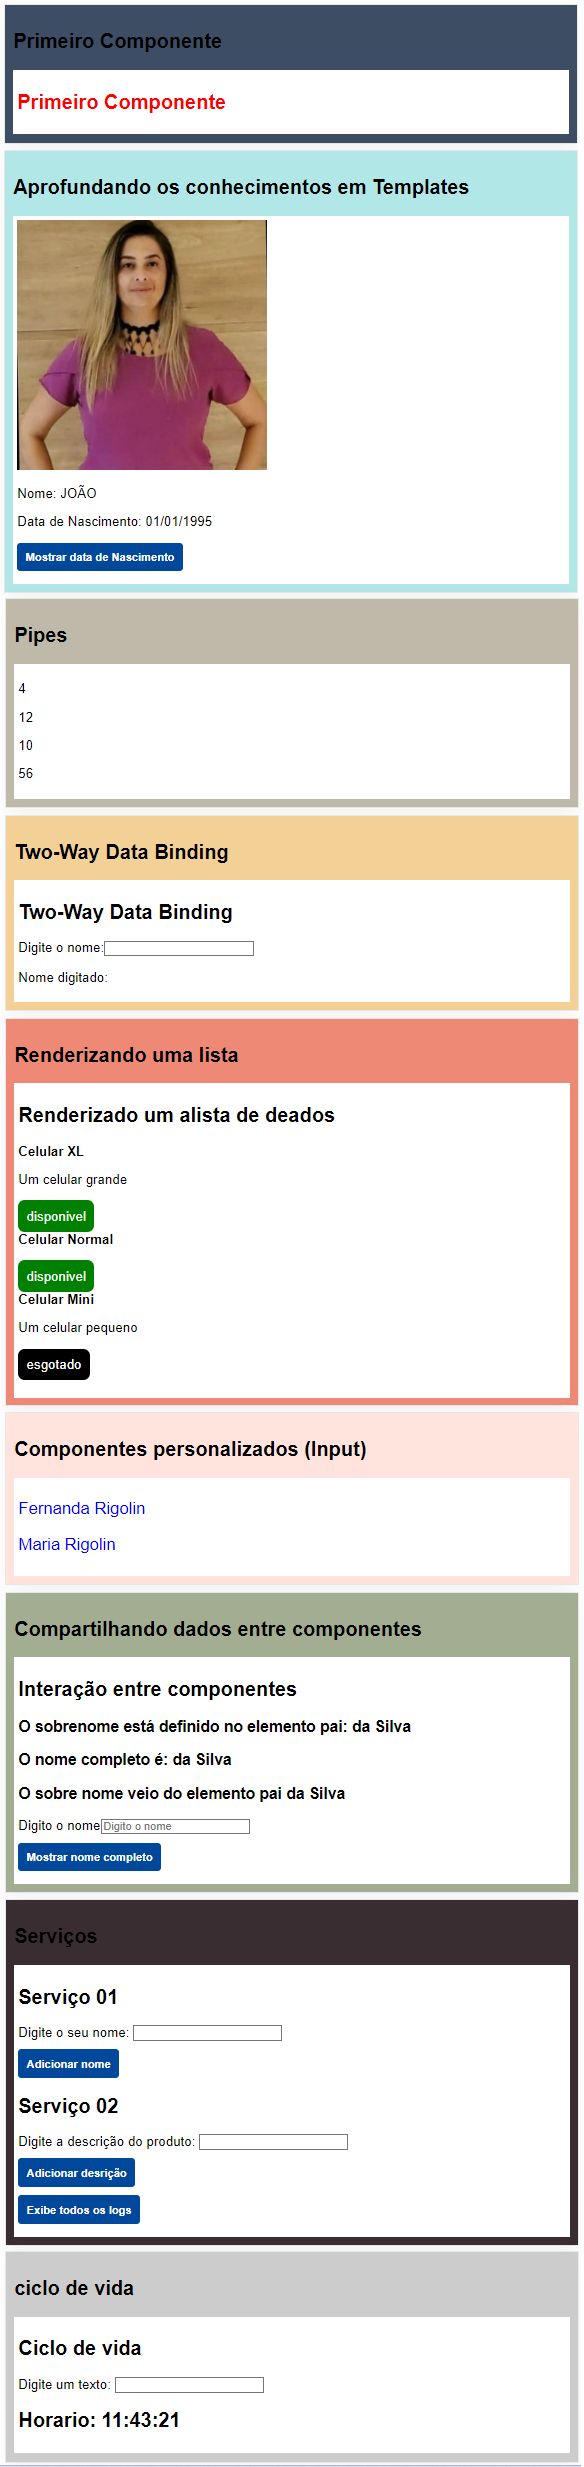 Primeiro Componente
Primeiro Componente
Aprofundando os conhecimentos em Templates
Nome: JOÃO
Data de Nascimento: 01/01/1995
Mostrar data de Nascimento
Pipes
4
12
10
56
Two-Way Data Binding
Two-Way Data Binding
Digite o nome:
Nome digitado:
Renderizando uma lista
Renderizado um alista de deados
Celular XL
Um celular grande
disponivel
Celular Normal
disponivel
Celular Mini
Um celular pequeno
esgotado
Componentes personalizados (Input)
Fernanda Rigolin
Maria Rigolin
Compartilhando dados entre componentes
Interação entre componentes
O sobrenome está definido no elemento pai: da Silva
O nome completo é: da Silva
O sobre nome veio do elemento pai da Silva
Digito o nome Digito o nome
Mostrar nome completo
Serviços
Serviço 01
Digite o seu nome:
Adicionar nome
Serviço 02
Digite a descrição do produto:
Adicionar desrição
Exibe todos os logs
ciclo de vida
Ciclo de vida
Digite um texto:
Horario: 11:43:21